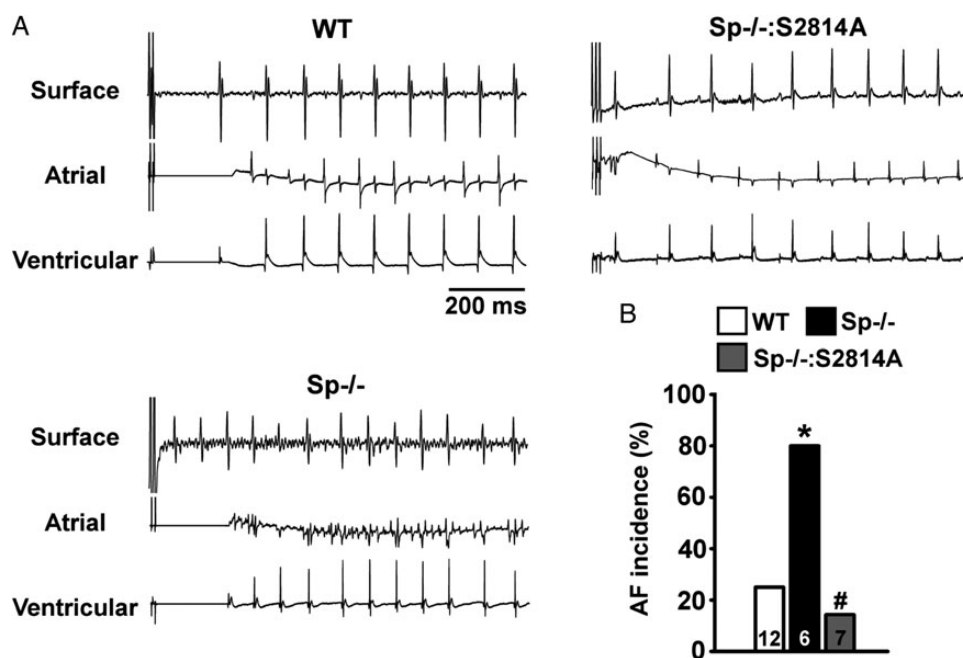 A
WT
Surface
Atrial
Ventricular
200 ms
Sp-/-:S2814A
Sp-/-
Surface
Atrial
Ventricular
B
WT Sp-/-
Sp-/-:S2814A
AF incidence (%)
100
80
60
40
20
0
*
#
12 6 7